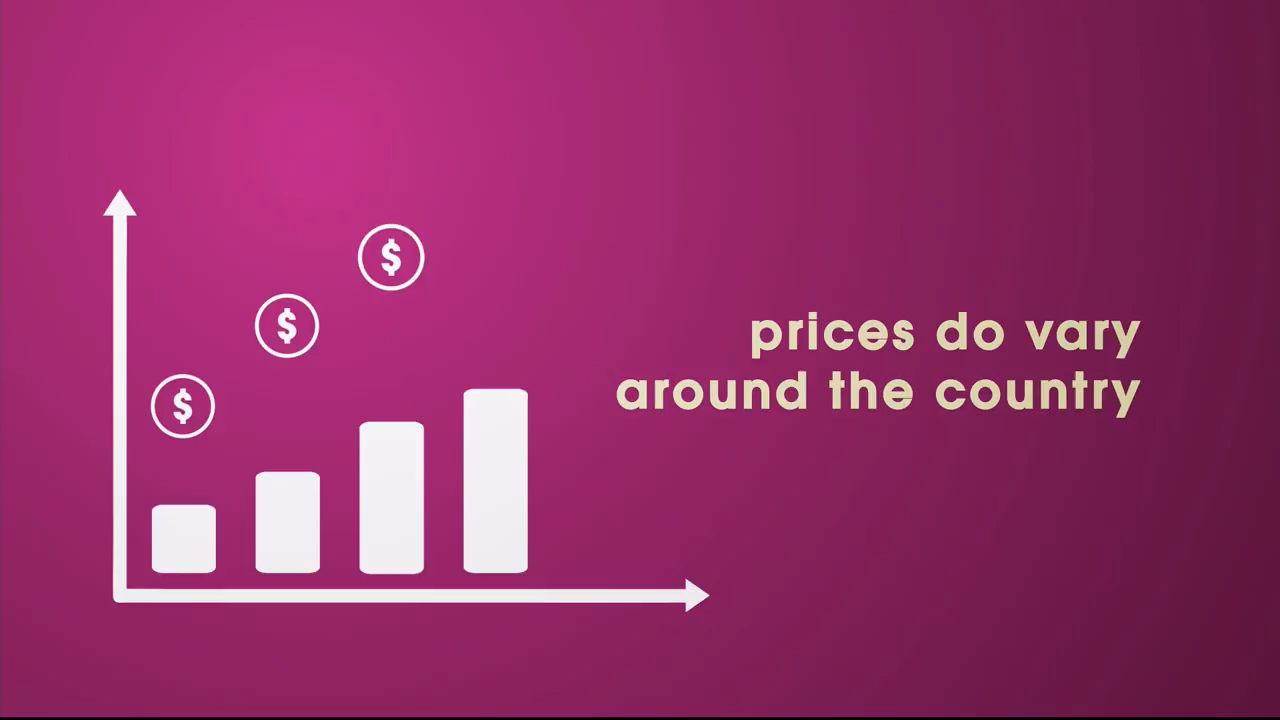 $
$
$
prices do vary
around the country